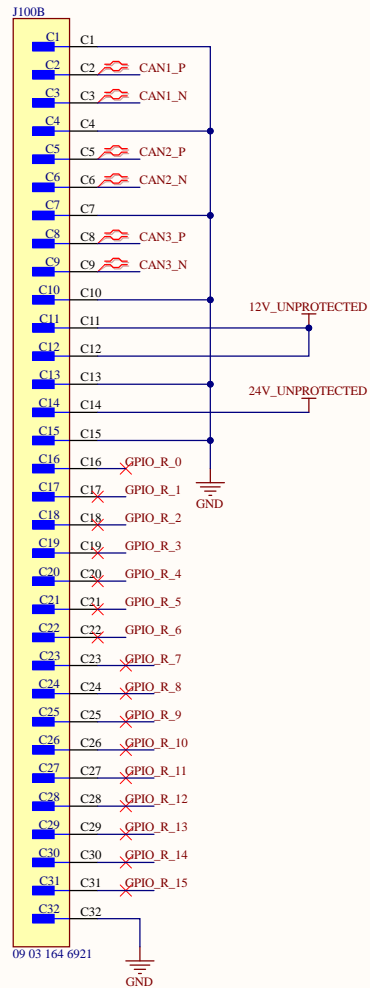 J100B
C1 C1
C2 C2 CAN1_P
C3 C3 CAN1_N
C4 C4
C5 C5 CAN2_P
C6 C6 CAN2_N
C7 C7
C8 C8 CAN3_P
C9 C9 CAN3_N
C10 C10
12V_UNPROTECTED
C11 C11
C12 C12
C13 C13
24V_UNPROTECTED
C14 C14
C15 C15
C16 C16 GPIO_R_0
C17 C17 GPIO_R_1
GND
C18 C18 GPIO_R_2
C19 C19 GPIO_R_3
C20 C20 GPIO_R_4
C21 C21 GPIO_R_5
C22 C22 GPIO_R_6
C23 C23 GPIO_R_7
C24 C24 GPIO_R_8
C25 C25 GPIO_R_9
C26 C26 GPIO_R_10
C27 C27 GPIO_R_11
C28 C28 GPIO_R_12
C29 C29 GPIO_R_13
C30 C30 GPIO_R_14
C31 C31 GPIO_R_15
C32 C32
09 03 164 6921
GND